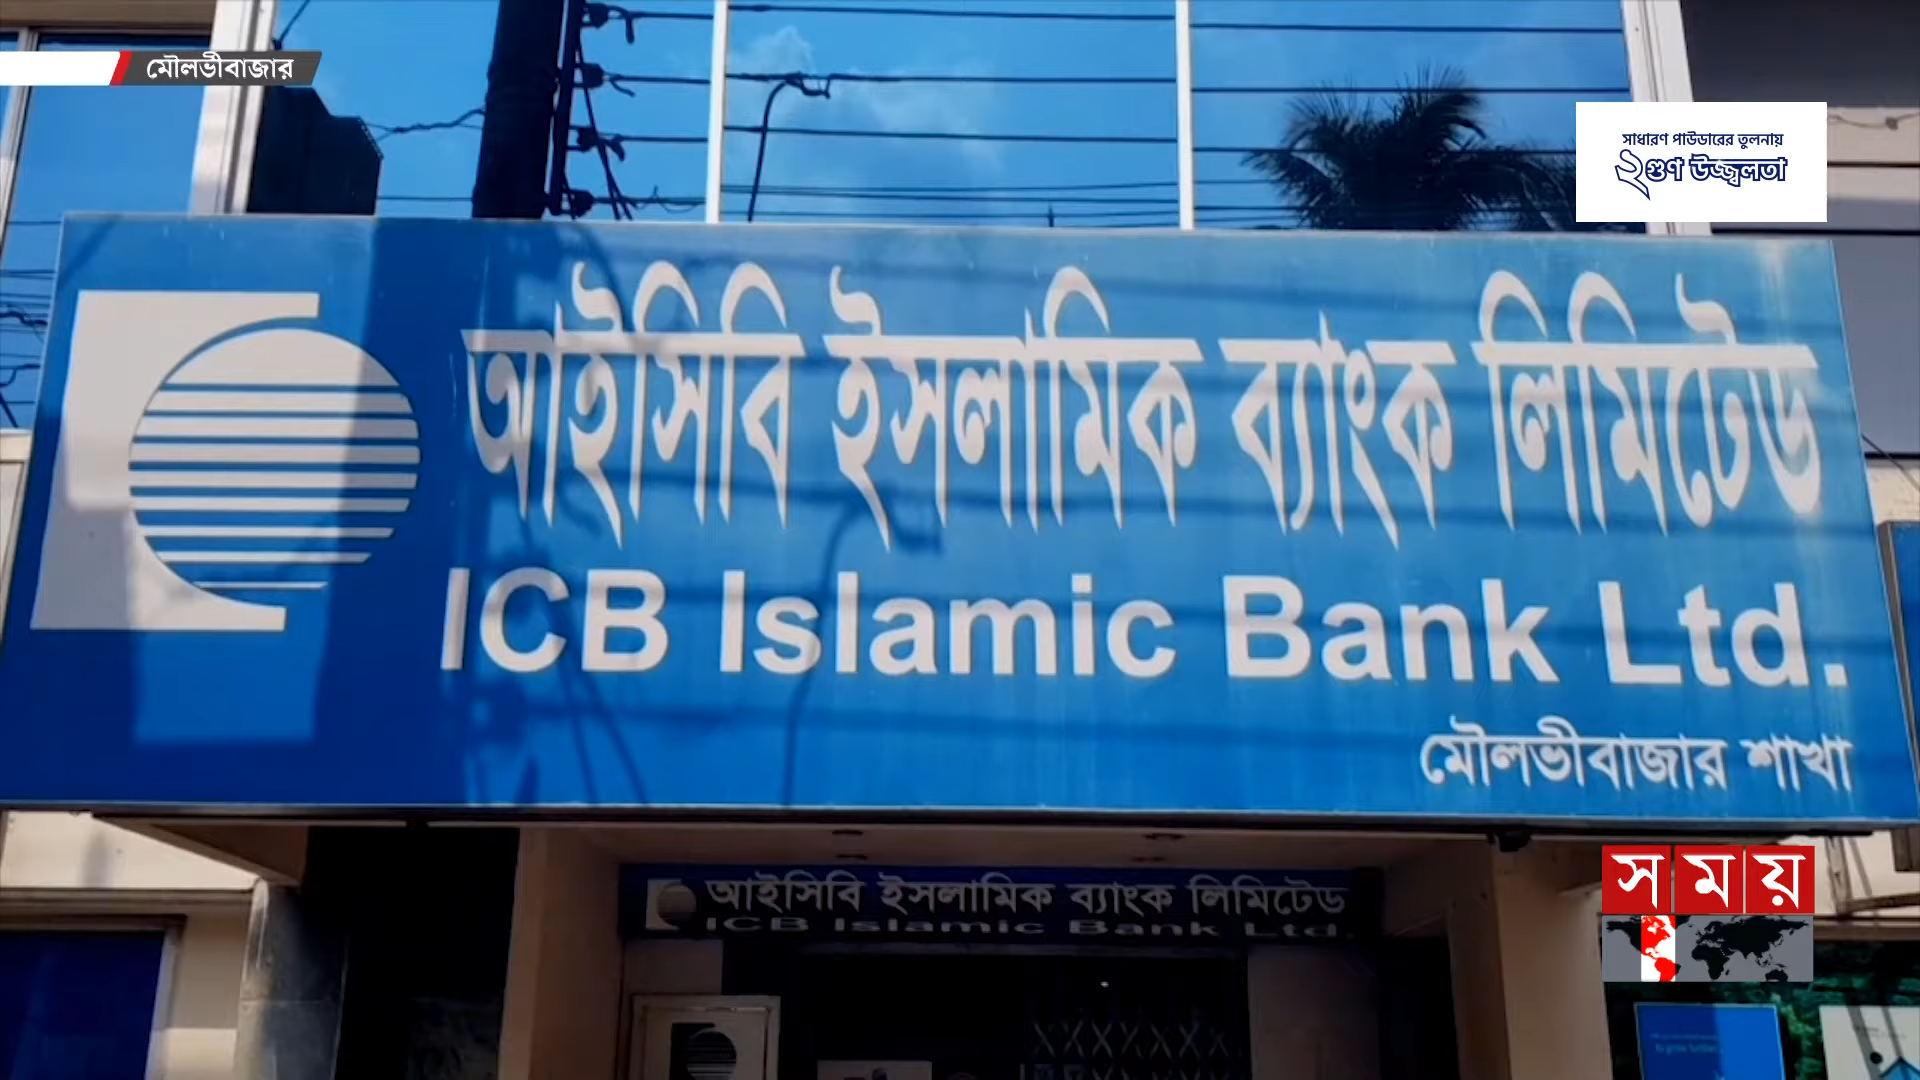 মৌলভীবাজার
সাধারণ পাউডারের তুলনায়
২গুণ উজ্জ্বলতা
আইসিবি ইসলামিক ব্যাংক লিমিটেড
ICB Islamic Bank Ltd.
মৌলভীবাজার শাখা
সময়
আইসিবি ইসলামিক ব্যাংক লিমিটেড
ICB Islamic Bank Ltd.